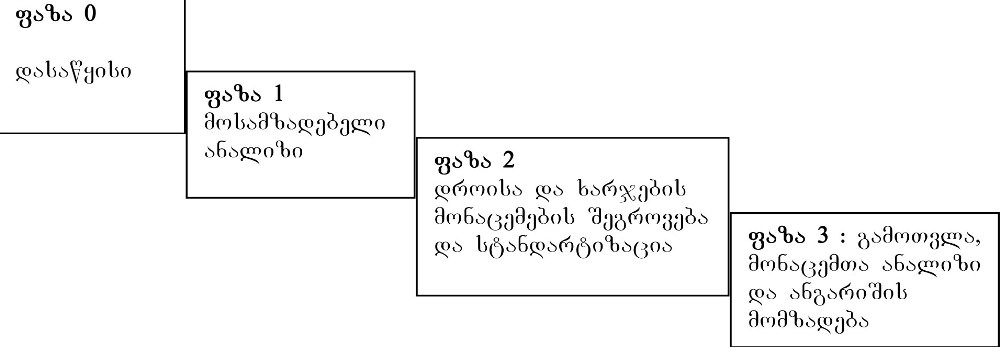 ფაზა 0
დასაწყისი
ფაზა 1
მოსამზადებელი
ანალიზი
ფაზა 2
დროისა და ხარჯების
მონაცემების შეგროვება
და სტანდარტიზაცია
ფაზა 3 : გამოთვლა,
მონაცემთა ანალიზი
და ანგარიშის
მომზადება